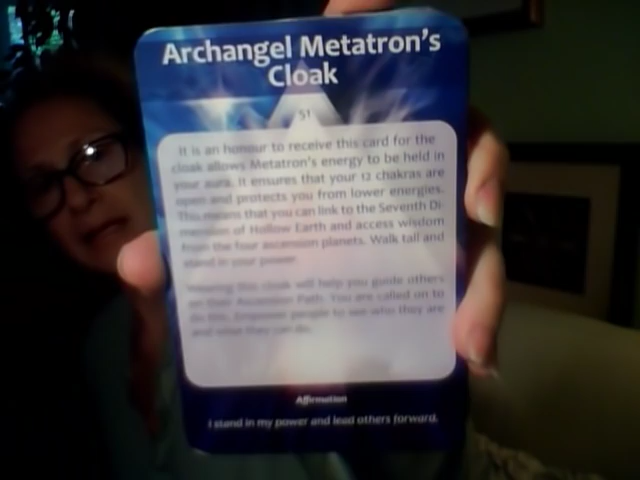 Archangel Metatron's
Cloak
51
It is an honour to receive this card for the
cloak allows Metatron's energy to be held in
your aura. It ensures that your 12 chakras are
open and protects you from lower energies.
This means that you can link to the Seventh Di-
mension of Hollow Earth and access wisdom
from the four ascension planets. Walk tall and
stand in your power.
Wearing this cloak will help you guide others
on their Ascension Path. You are called on to
do this. Empower people to see who they are
and what they can do.
Affirmation
I stand in my power and lead others forward.